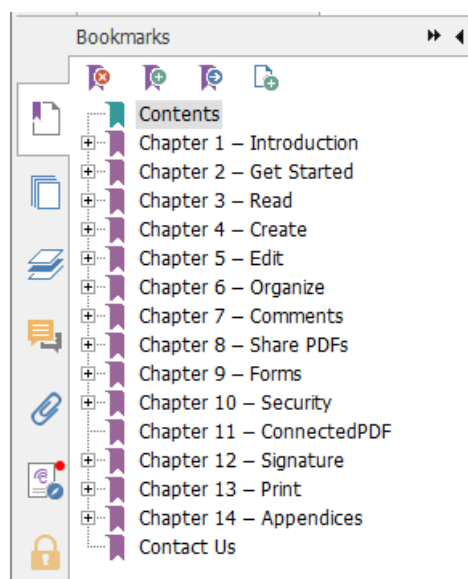 Bookmarks
Contents
Chapter 1 – Introduction
Chapter 2 – Get Started
Chapter 3 – Read
Chapter 4 – Create
Chapter 5 – Edit
Chapter 6 – Organize
Chapter 7 – Comments
Chapter 8 – Share PDFs
Chapter 9 – Forms
Chapter 10 – Security
Chapter 11 – ConnectedPDF
Chapter 12 – Signature
Chapter 13 – Print
Chapter 14 – Appendices
Contact Us